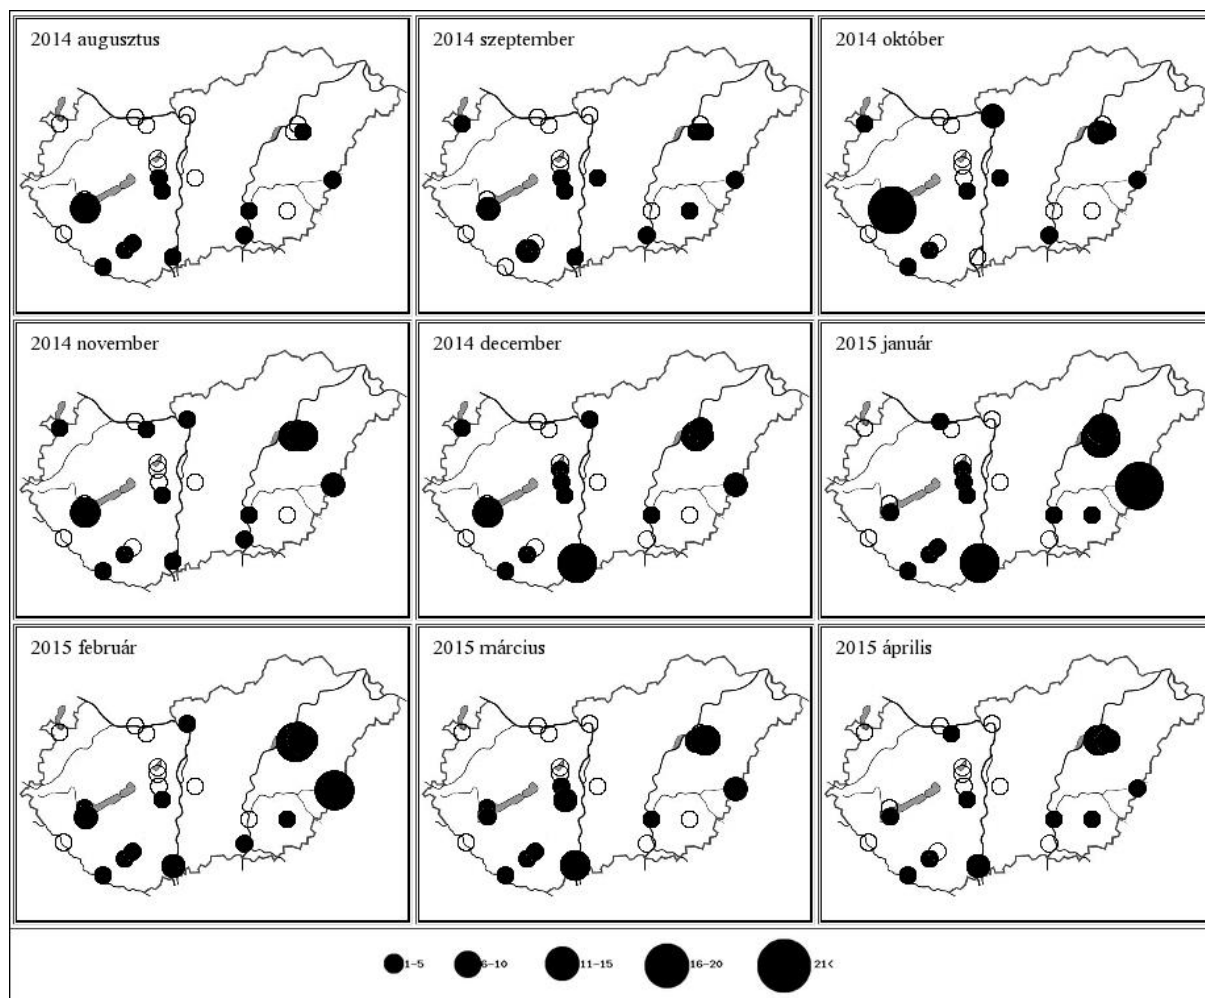 2014 augusztus
2014 szeptember
2014 október
2014 november
2014 december
2015 január
2015 február
2015 március
2015 április
1-5 6-10 11-15 16-20 21<